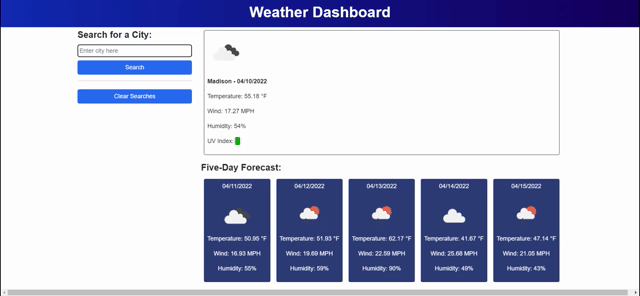 Weather Dashboard
Search for a City:
Enter city here
Search
Clear Searches
Madison - 04/10/2022
Temperature: 55.18 °F
Wind: 17.27 MPH
Humidity: 54%
UV Index:
Five-Day Forecast:
04/11/2022
Temperature: 50.95 °F
Wind: 16.93 MPH
Humidity: 55%
04/12/2022
Temperature: 51.93 °F
Wind: 19.69 MPH
Humidity: 59%
04/13/2022
Temperature: 62.17 °F
Wind: 22.59 MPH
Humidity: 90%
04/14/2022
Temperature: 41.67 °F
Wind: 25.68 MPH
Humidity: 49%
04/15/2022
Temperature: 47.14 °F
Wind: 21.05 MPH
Humidity: 43%